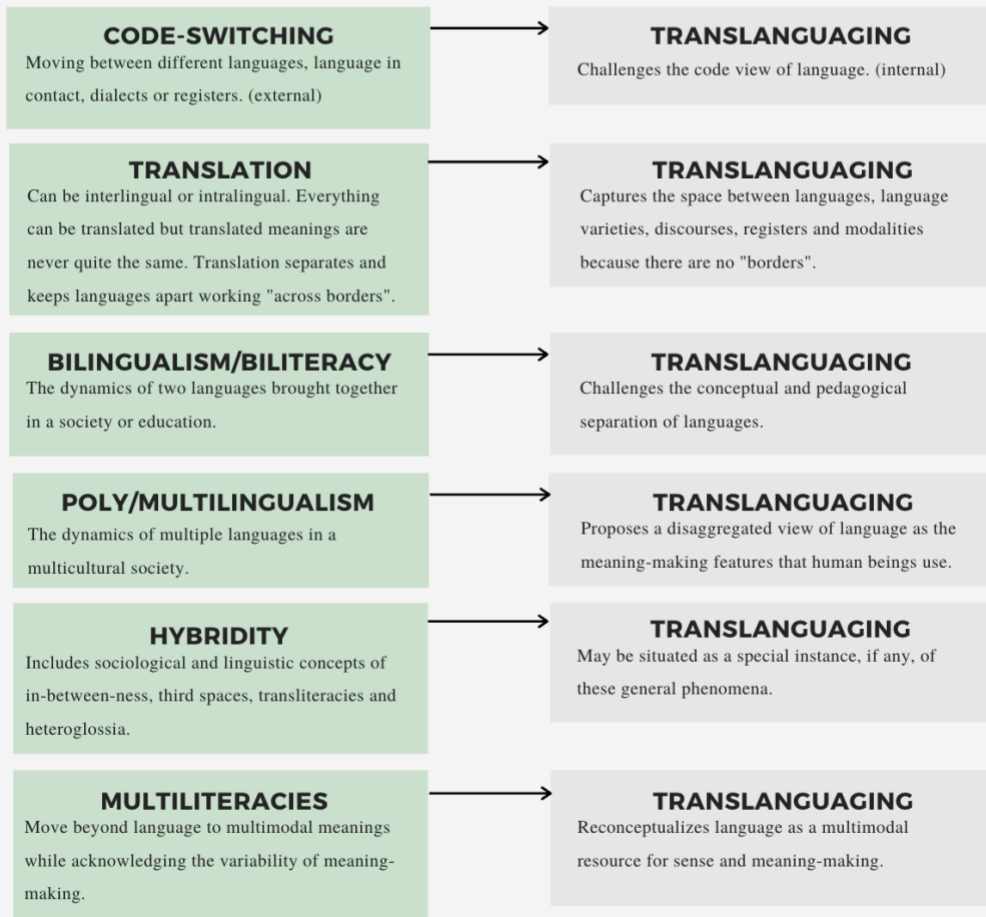 CODE-SWITCHING
Moving between different languages, language in
contact, dialects or registers. (external)
TRANSLANGUAGING
Challenges the code view of language. (internal)
TRANSLATION
Can be interlingual or intralingual. Everything
can be translated but translated meanings are
never quite the same. Translation separates and
keeps languages apart working "across borders".
TRANSLANGUAGING
Captures the space between languages, language
varieties, discourses, registers and modalities
because there are no "borders".
BILINGUALISM/BILITERACY
The dynamics of two languages brought together
in a society or education.
TRANSLANGUAGING
Challenges the conceptual and pedagogical
separation of languages.
POLY/MULTILINGUALISM
The dynamics of multiple languages in a
multicultural society.
TRANSLANGUAGING
Proposes a disaggregated view of language as the
meaning-making features that human beings use.
HYBRIDITY
Includes sociological and linguistic concepts of
in-between-ness, third spaces, transliteracies and
heteroglossia.
TRANSLANGUAGING
May be situated as a special instance, if any, of
these general phenomena.
MULTILITERACIES
Move beyond language to multimodal meanings
while acknowledging the variability of meaning-
making.
TRANSLANGUAGING
Reconceptualizes language as a multimodal
resource for sense and meaning-making.